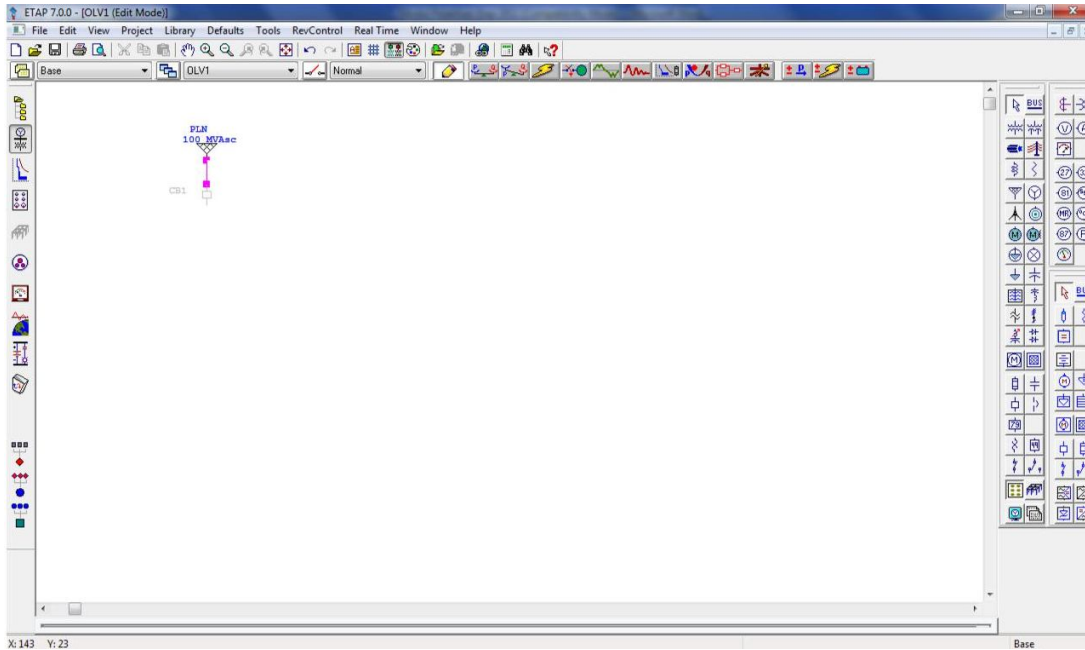 ETAP 7.0.0 - [OLV1 (Edit Mode)]
File Edit View Project Library Defaults Tools RevControl Real Time Window Help
Base OLV1 Normal
PLN
100 MVAsc
CB1
BUS
X: 143 Y: 23
Base